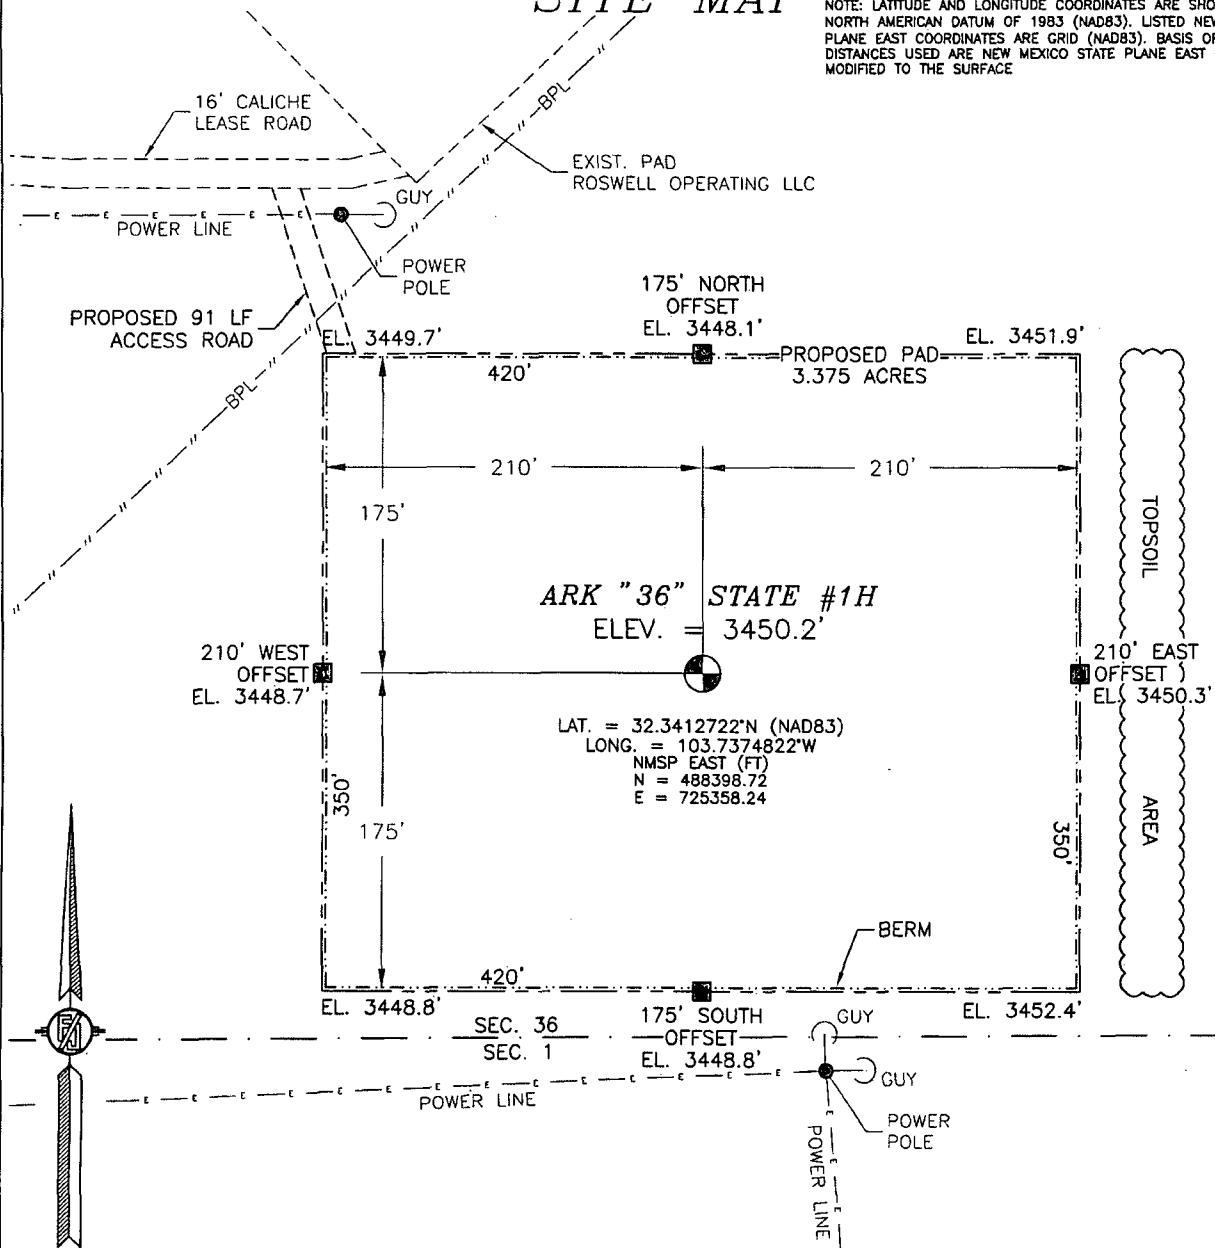 SITE MAP
NOTE: LATITUDE AND LONGITUDE COORDINATES ARE SHO
NORTH AMERICAN DATUM OF 1983 (NAD83). LISTED NEW
PLANE EAST COORDINATES ARE GRID (NAD83). BASIS OF
DISTANCES USED ARE NEW MEXICO STATE PLANE EAST
MODIFIED TO THE SURFACE
16' CALICHE
LEASE ROAD
BPL
EXIST. PAD
ROSWELL OPERATING LLC
GUY
E E E E E E
POWER LINE
POWER
POLE
PROPOSED 91 LF
ACCESS ROAD
175' NORTH
OFFSET
EL. 3448.1'
EL. 3449.7'
EL. 3451.9'
PROPOSED PAD
3.375 ACRES
420'
BPL
210'
210'
175'
TOPSOIL
ARK "36" STATE #1H
ELEV. = 3450.2'
210' WEST
OFFSET
EL. 3448.7'
210' EAST
OFFSET
EL. 3450.3'
LAT. = 32.3412722°N (NAD83)
LONG. = 103.7374822°W
NMSP EAST (FT)
N = 488398.72
E = 725358.24
350'
175'
350'
AREA
BERM
420'
EL. 3448.8'
175' SOUTH
OFFSET
EL. 3448.8'
EL. 3452.4'
SEC. 36
SEC. 1
GUY
GUY
E E E E E E E E E E E E E E
POWER LINE
POWER
POLE
E E E
POWER LINE